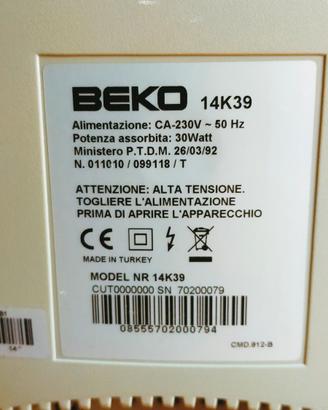 BEKO 14K39
Alimentazione: CA-230V ~ 50 Hz
Potenza assorbita: 30Watt
Ministero P.T.D.M. 26/03/92
N. 011010 / 099118 / T
ATTENZIONE: ALTA TENSIONE.
TOGLIERE L'ALIMENTAZIONE
PRIMA DI APRIRE L'APPARECCHIO
CE
MADE IN TURKEY
MODEL NR 14K39
CUT0000000 SN 70200079
08555702000794
CMD.912-B